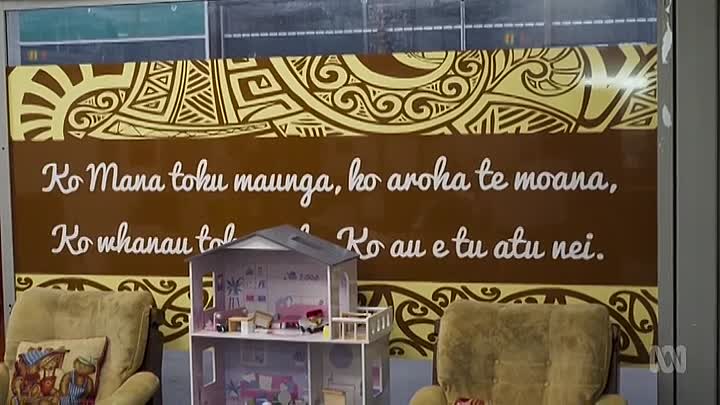 Ko Mana toku maunga, ko aroha te moana,
Ko whanau Ko au e tu atu nei.